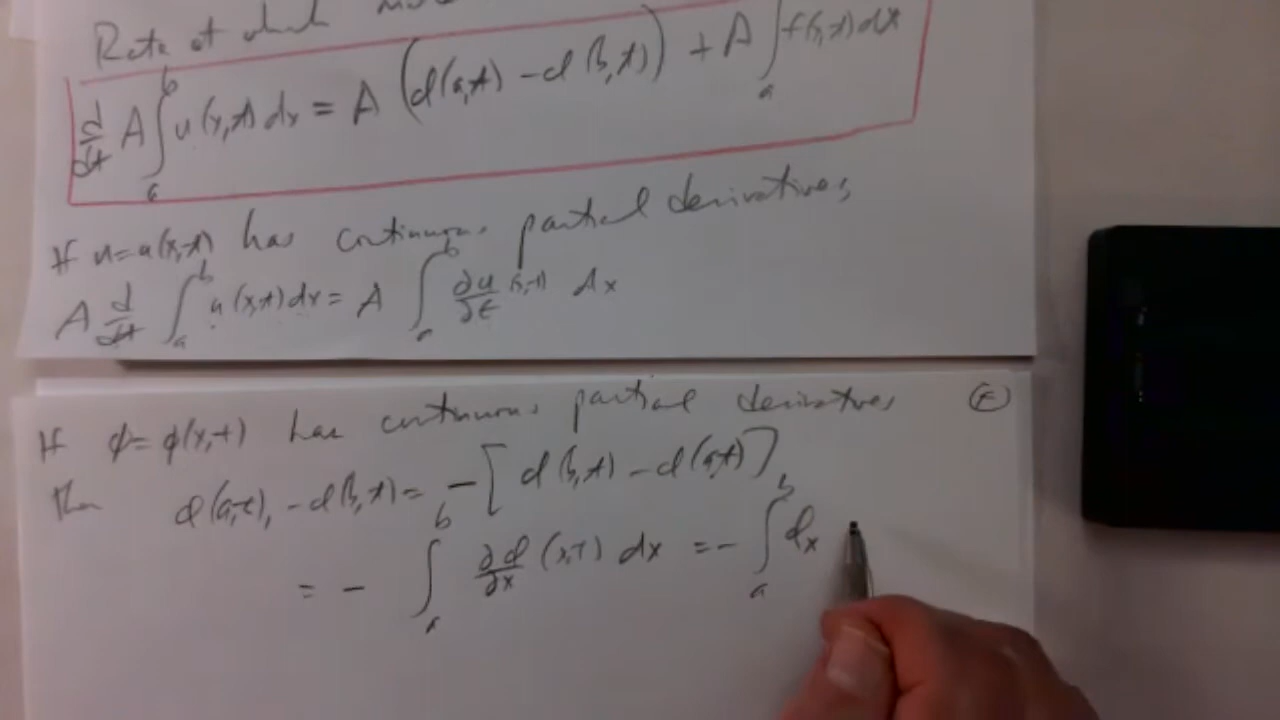 Rate at which
d/dt A ∫_a^b u(x,t) dx = A (φ(a,t) - φ(b,t)) + A ∫_a f(x,t) dx
If u=u(x,t) has continuous partial derivatives
A d/dt ∫_a^b u(x,t) dx = A ∫_a^b ∂u/∂t (x,t) dx
If φ=φ(x,t) has continuous partial derivatives
Then φ(a,t) - φ(b,t) = - [φ(b,t) - φ(a,t)]
= - ∫_a^b ∂φ/∂x (x,t) dx = - ∫_a^b φ_x